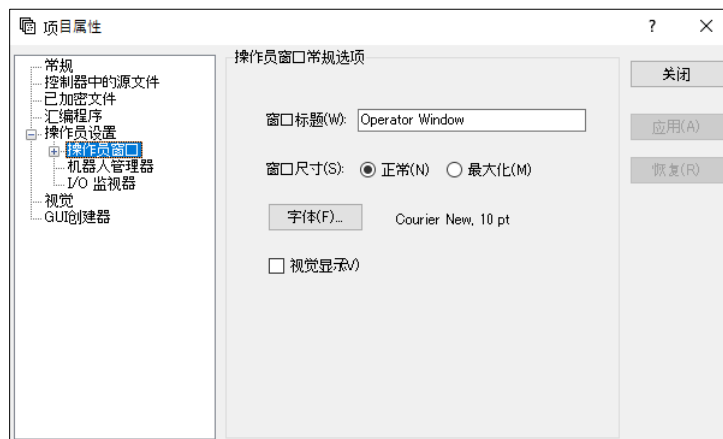 项目属性
?
常规
控制器中的源文件
已加密文件
汇编程序
操作员设置
操作员窗口
机器人管理器
I/O 监视器
视觉
GUI创建器
操作员窗口常规选项
窗口标题(W): Operator Window
窗口尺寸(S): 正常(N) 最大化(M)
字体(F)... Courier New, 10 pt
视觉显示(V)
关闭
应用(A)
恢复(R)